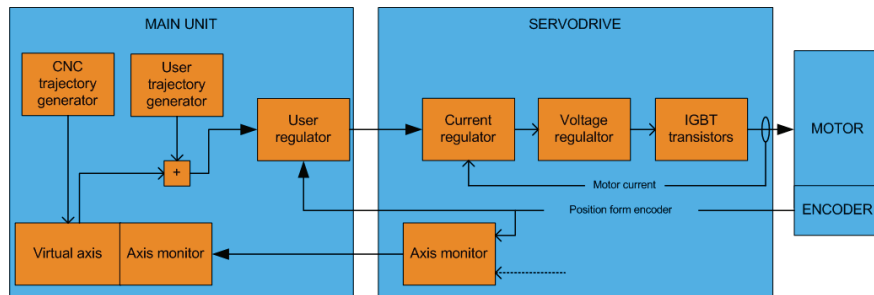 MAIN UNIT
SERVODRIVE
CNC
trajectory
generator
User
trajectory
generator
User
regulator
Current
regulator
Voltage
regulaltor
IGBT
transistors
MOTOR
+
Motor current
Position form encoder
ENCODER
Virtual axis
Axis monitor
Axis monitor